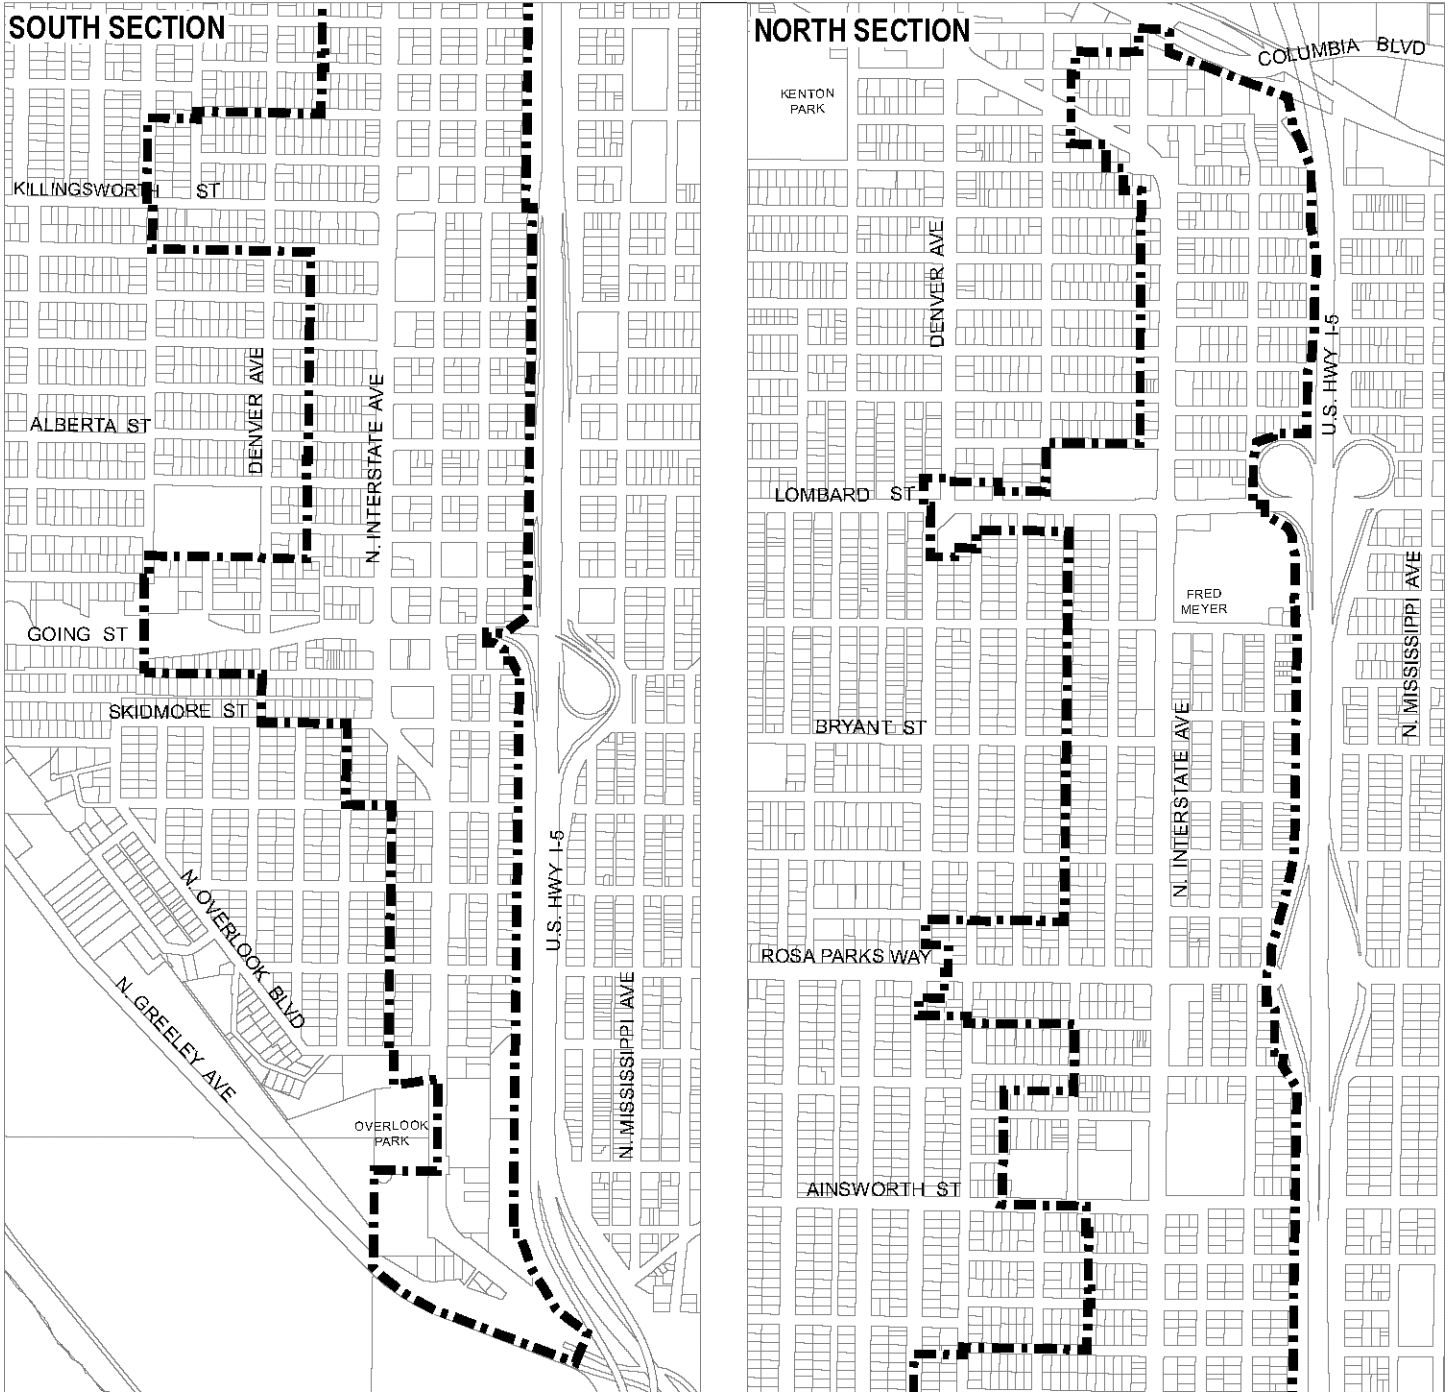 SOUTH SECTION
KILLINGSWORTH ST
DENVER AVE
N. INTERSTATE AVE
ALBERTA ST
GOING ST
SKIDMORE ST
U.S. HWY I-5
N. OVERLOOK BLVD
N. GREELEY AVE
N. MISSISSIPPI AVE
OVERLOOK
PARK
NORTH SECTION
COLUMBIA BLVD
KENTON
PARK
DENVER AVE
U.S. HWY I-5
LOMBARD ST
FRED
MEYER
N. MISSISSIPPI AVE
BRYANT ST
N. INTERSTATE AVE
ROSA PARKS WAY
AINSWORTH ST